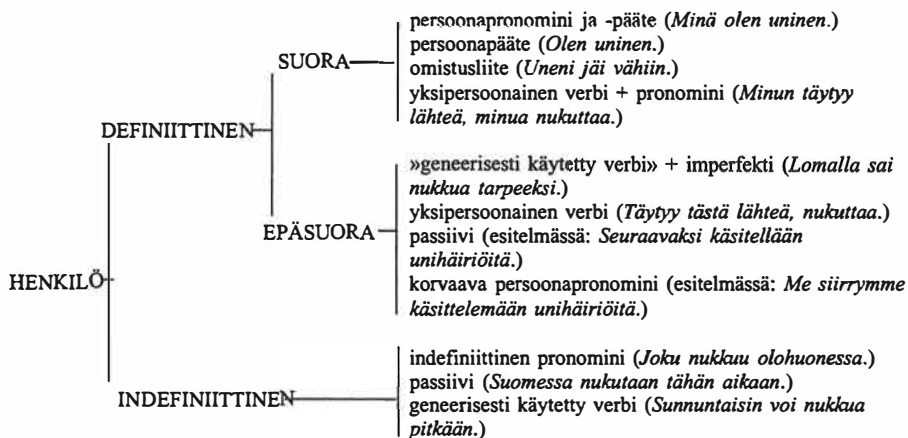 persoonapronomini ja -pääte (Minä olen uninen.)
SUORA
persoonapääte (Olen uninen.)
omistusliite (Uneni jäi vähiin.)
yksipersoonainen verbi + pronomini (Minun täytyy
lähteä, minua nukuttaa.)
DEFINIITTINEN
»geneerisesti käytetty verbi» + imperfekti (Lomalla sai
nukkua tarpeeksi.)
yksipersoonainen verbi (Täytyy tästä lähteä, nukuttaa.)
EPÄSUORA
passiivi (esitelmässä: Seuraavaksi käsitellään
unihäiriöitä.)
HENKILÖ
korvaava persoonapronomini (esitelmässä: Me siirrymme
käsittelemään unihäiriöitä.)
indefiniittinen pronomini (Joku nukkuu olohuonessa.)
passiivi (Suomessa nukutaan tähän aikaan.)
INDEFINIITTINEN
geneerisesti käytetty verbi (Sunnuntaisin voi nukkua
pitkään.)